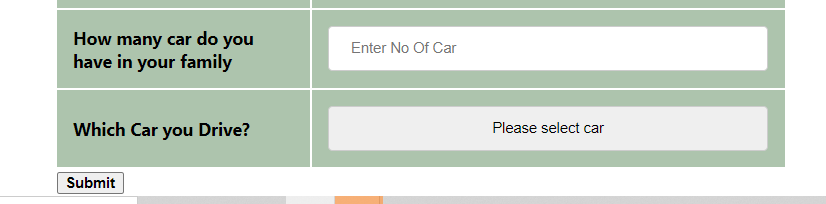 How many car do you
have in your family
Enter No Of Car
Which Car you Drive?
Please select car
Submit